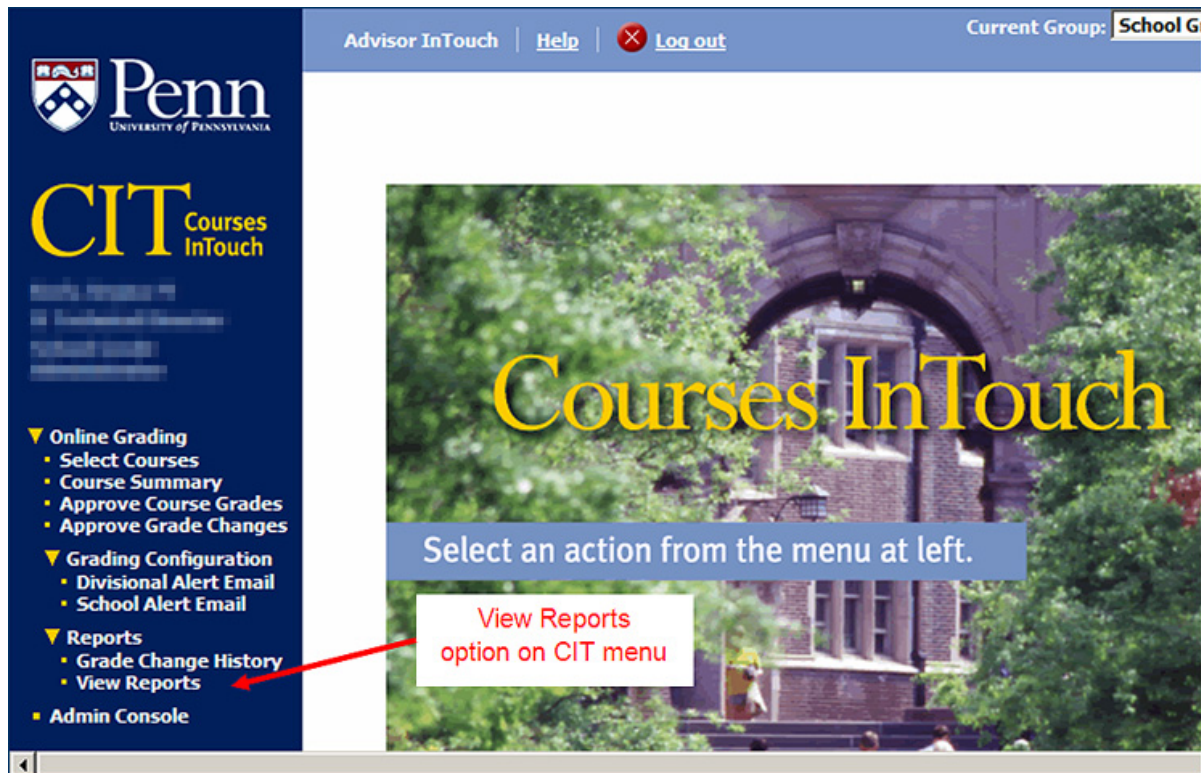 Advisor InTouch | Help | Log out
Current Group: School
Penn
UNIVERSITY of PENNSYLVANIA
CIT Courses
InTouch
Online Grading
Select Courses
Course Summary
Approve Course Grades
Approve Grade Changes
Grading Configuration
Divisional Alert Email
School Alert Email
Reports
Grade Change History
View Reports
Admin Console
Courses InTouch
Select an action from the menu at left.
View Reports
option on CIT menu